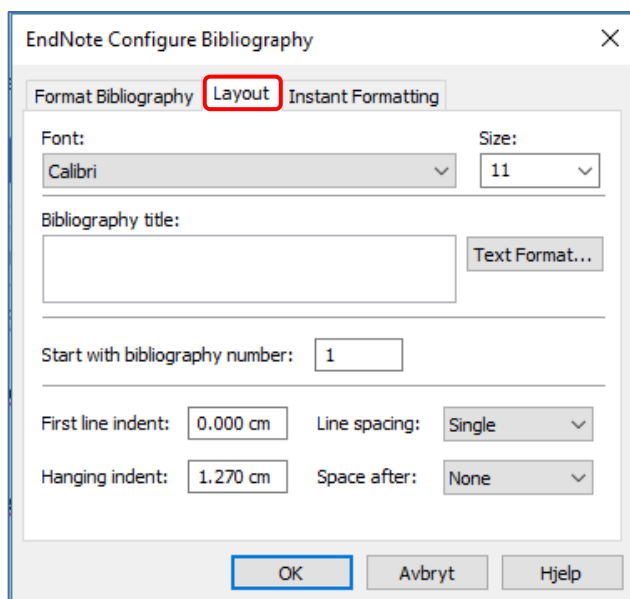 EndNote Configure Bibliography
Format Bibliography Layout Instant Formatting
Font: Size:
Calibri 11
Bibliography title:
Text Format...
Start with bibliography number: 1
First line indent: 0.000 cm Line spacing: Single
Hanging indent: 1.270 cm Space after: None
OK Avbryt Hjelp